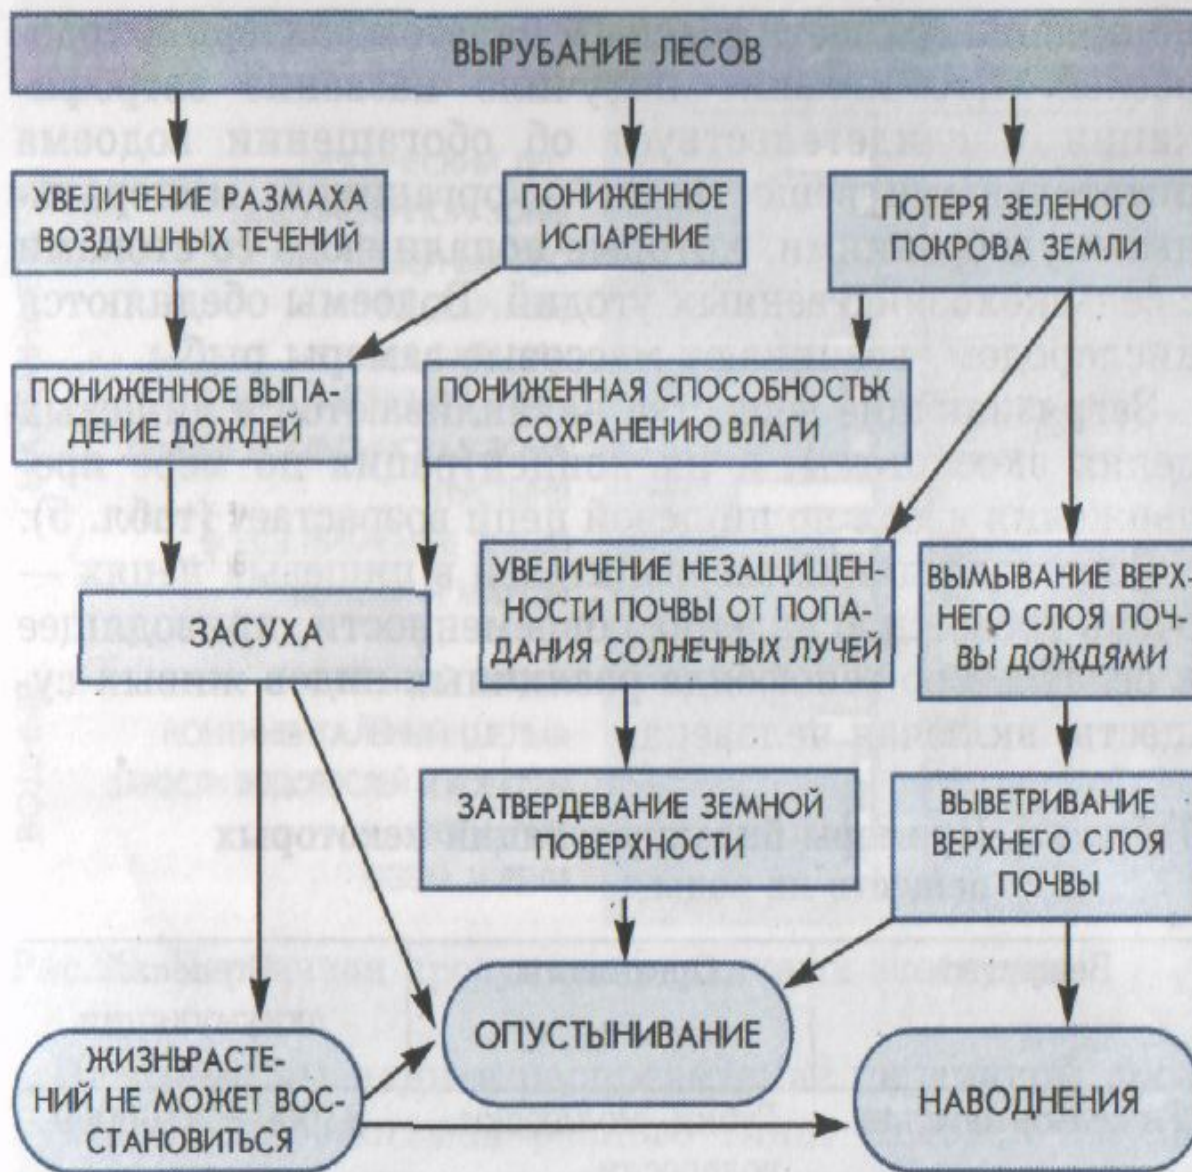 ВЫРУБАНИЕ ЛЕСОВ
УВЕЛИЧЕНИЕ РАЗМАХА
ВОЗДУШНЫХ ТЕЧЕНИЙ
ПОНИЖЕННОЕ
ИСПАРЕНИЕ
ПОТЕРЯ ЗЕЛЕНОГО
ПОКРОВА ЗЕМЛИ
ПОНИЖЕННОЕ ВЫПА-
ДЕНИЕ ДОЖДЕЙ
ПОНИЖЕННАЯ СПОСОБНОСТЬК
СОХРАНЕНИЮ ВЛАГИ
ЗАСУХА
УВЕЛИЧЕНИЕ НЕЗАЩИЩЕН-
НОСТИ ПОЧВЫ ОТ ПОПА-
ДАНИЯ СОЛНЕЧНЫХ ЛУЧЕЙ
ВЫМЫВАНИЕ ВЕРХ-
НЕГО СЛОЯ ПОЧ-
ВЫ ДОЖДЯМИ
ЗАТВЕРДЕВАНИЕ ЗЕМНОЙ
ПОВЕРХНОСТИ
ВЫВЕТРИВАНИЕ
ВЕРХНЕГО СЛОЯ
ПОЧВЫ
ЖИЗНЬРАСТЕ-
НИЙ НЕ МОЖЕТ ВОС-
СТАНОВИТЬСЯ
ОПУСТЫНИВАНИЕ
НАВОДНЕНИЯ